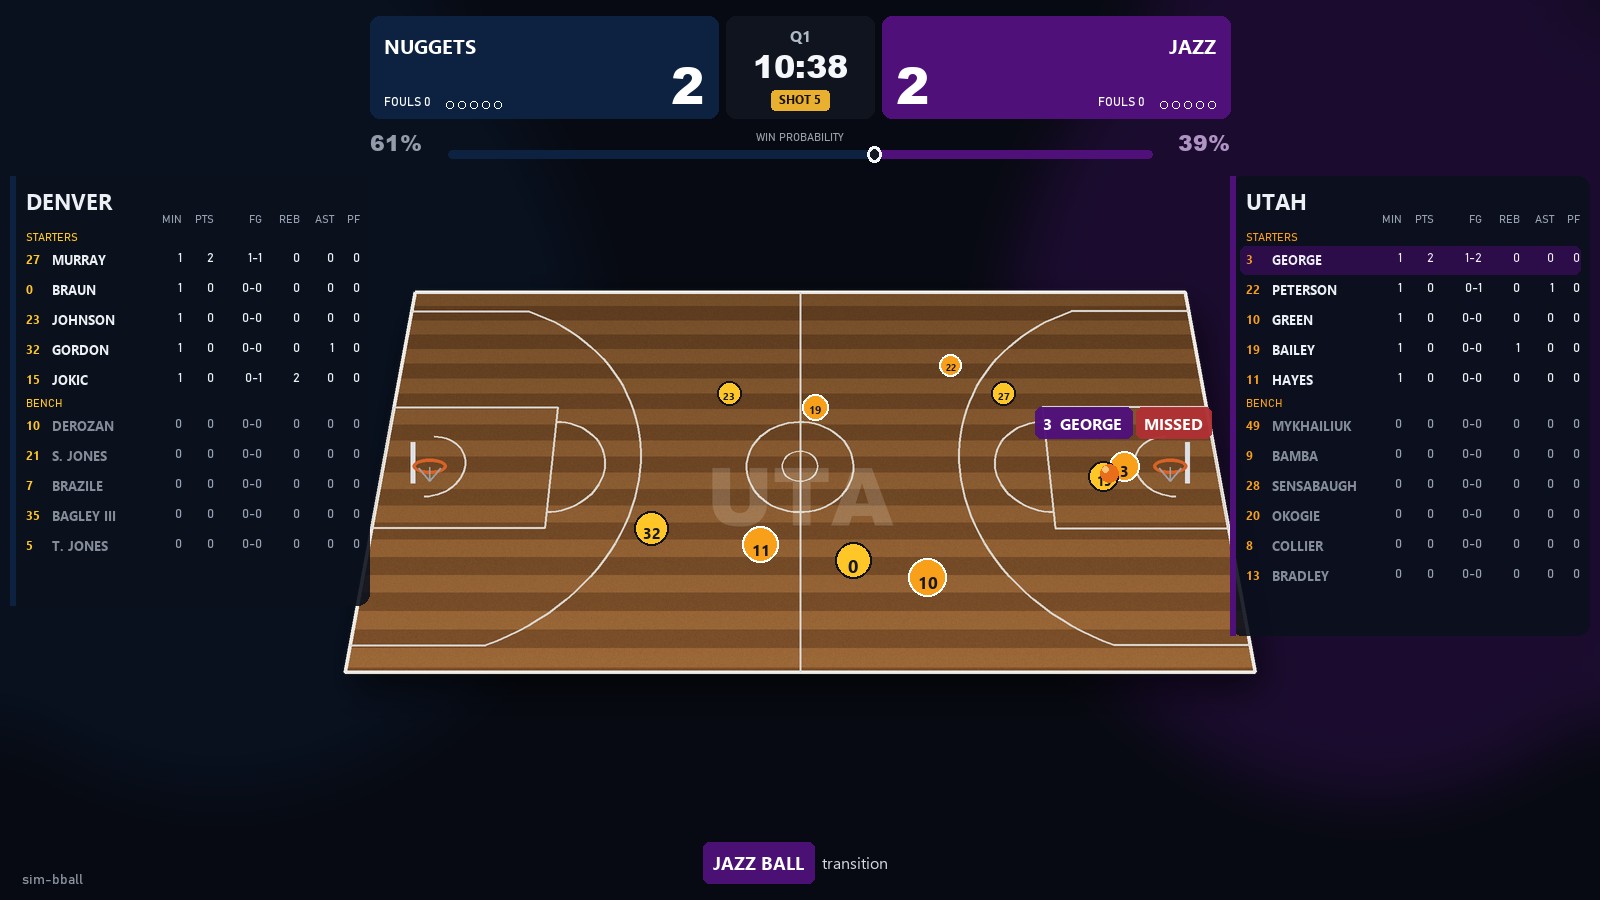 NUGGETS
2
FOULS 0
Q1
10:38
SHOT 5
JAZZ
2
FOULS 0
61%
WIN PROBABILITY
39%
DENVER
MIN PTS FG REB AST PF
STARTERS
27 MURRAY 1 2 1-1 0 0 0
0 BRAUN 1 0 0-0 0 0 0
23 JOHNSON 1 0 0-0 0 0 0
32 GORDON 1 0 0-0 0 1 0
15 JOKIC 1 0 0-1 2 0 0
BENCH
10 DEROZAN 0 0 0-0 0 0 0
21 S. JONES 0 0 0-0 0 0 0
7 BRAZILE 0 0 0-0 0 0 0
35 BAGLEY III 0 0 0-0 0 0 0
5 T. JONES 0 0 0-0 0 0 0
UTAH
MIN PTS FG REB AST PF
STARTERS
3 GEORGE 1 2 1-2 0 0 0
22 PETERSON 1 0 0-1 0 1 0
10 GREEN 1 0 0-0 0 0 0
19 BAILEY 1 0 0-0 1 0 0
11 HAYES 1 0 0-0 0 0 0
BENCH
49 MYKHAILIUK 0 0 0-0 0 0 0
9 BAMBA 0 0 0-0 0 0 0
28 SENSABAUGH 0 0 0-0 0 0 0
20 OKOGIE 0 0 0-0 0 0 0
8 COLLIER 0 0 0-0 0 0 0
13 BRADLEY 0 0 0-0 0 0 0
22
23
27
19
3 GEORGE MISSED
3
UTA
32
11
0
10
JAZZ BALL transition
sim-bball